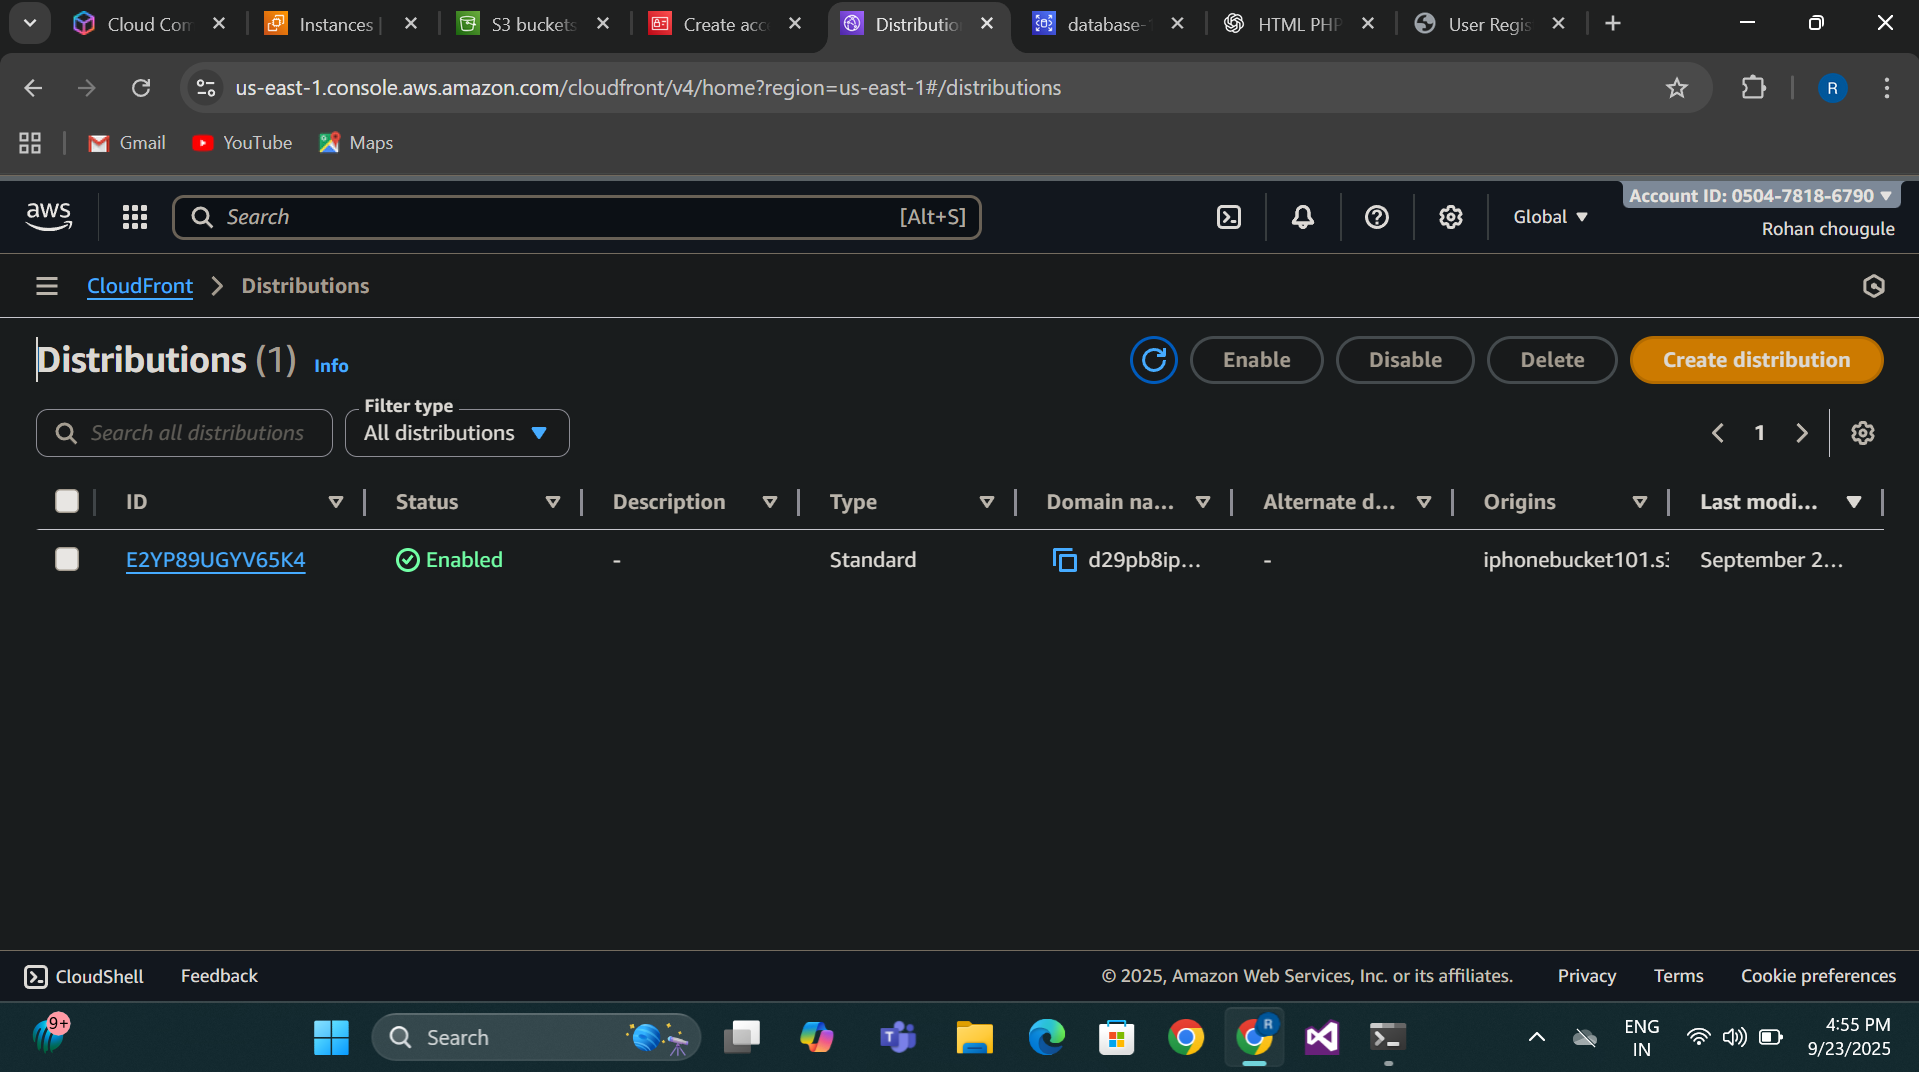 Cloud Com
Instances |
S3 buckets
Create acc
Distributio
database-1
HTML PHP
User Regis
us-east-1.console.aws.amazon.com/cloudfront/v4/home?region=us-east-1#/distributions
R
Gmail
YouTube
Maps
aws
Search
[Alt+S]
Global
Account ID: 0504-7818-6790
Rohan chougule
CloudFront
Distributions
Distributions (1)
Info
Enable
Disable
Delete
Create distribution
Search all distributions
Filter type
All distributions
1
ID
Status
Description
Type
Domain na...
Alternate d...
Origins
Last modi...
E2YP89UGYV65K4
Enabled
-
Standard
d29pb8ip...
-
iphonebucket101.s3
September 2...
CloudShell
Feedback
© 2025, Amazon Web Services, Inc. or its affiliates.
Privacy
Terms
Cookie preferences
9+
Search
R
ENG
IN
4:55 PM
9/23/2025